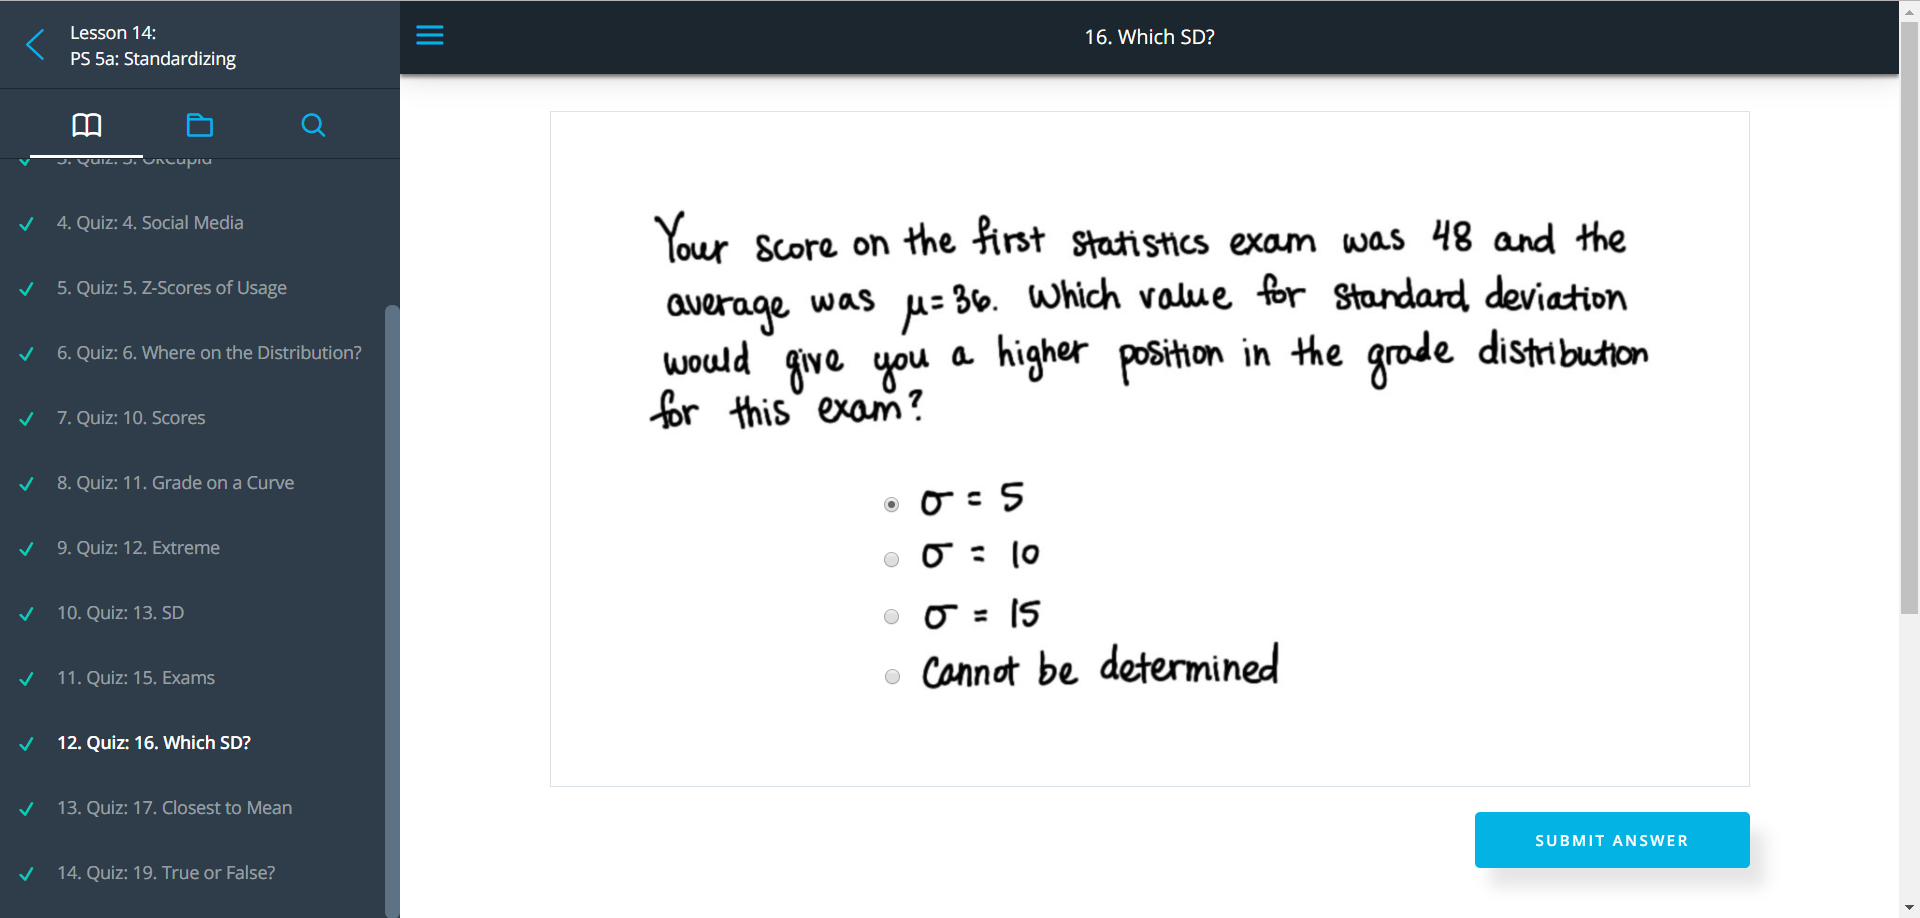 Lesson 14:
PS 5a: Standardizing
3. Quiz: 3. OkCupid
4. Quiz: 4. Social Media
5. Quiz: 5. Z-Scores of Usage
6. Quiz: 6. Where on the Distribution?
7. Quiz: 10. Scores
8. Quiz: 11. Grade on a Curve
9. Quiz: 12. Extreme
10. Quiz: 13. SD
11. Quiz: 15. Exams
12. Quiz: 16. Which SD?
13. Quiz: 17. Closest to Mean
14. Quiz: 19. True or False?
16. Which SD?
Your score on the first statistics exam was 48 and the
average was μ=36. Which value for standard deviation
would give you a higher position in the grade distribution
for this exam?
σ = 5
σ = 10
σ = 15
Cannot be determined
SUBMIT ANSWER